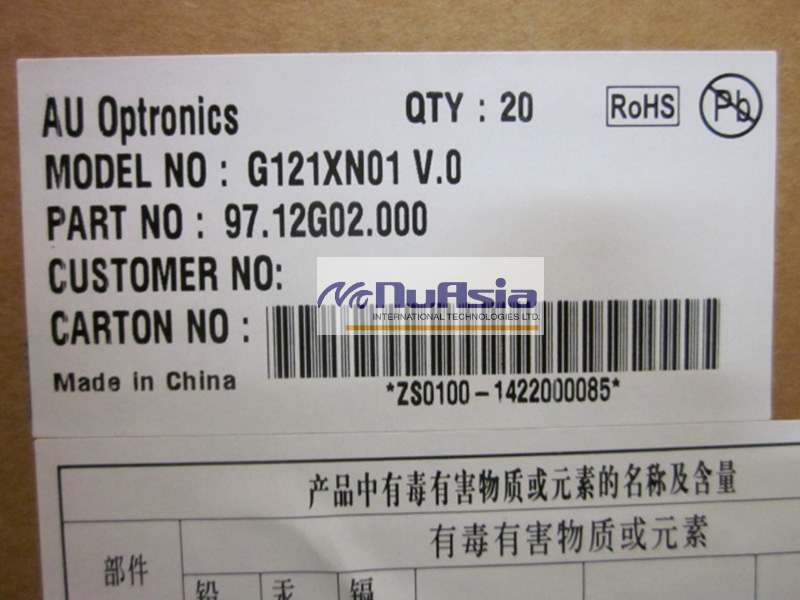 AU Optronics QTY : 20 RoHS Pb
MODEL NO : G121XN01 V.0
PART NO : 97.12G02.000
CUSTOMER NO:
NuAsia
INTERNATIONAL TECHNOLOGIES LTD.
CARTON NO :
Made in China *ZS0100-1422000085*
产品中有毒有害物质或元素的名称及含量
有毒有害物质或元素
部件
铅 汞 镉